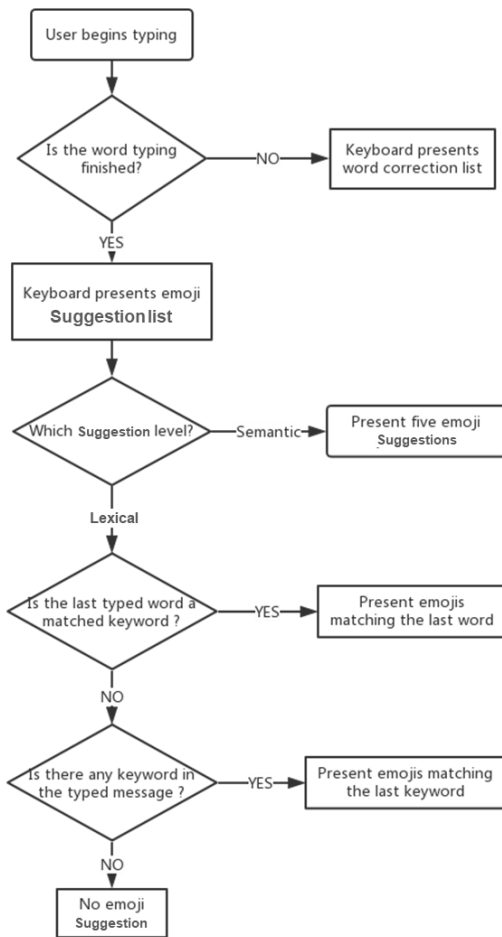 User begins typing
Is the word typing
finished?
NO
Keyboard presents
word correction list
YES
Keyboard presents emoji
Suggestion list
Which Suggestion level?
Semantic
Present five emoji
Suggestions
Lexical
Is the last typed word a
matched keyword ?
YES
Present emojis
matching the last word
NO
Is there any keyword in
the typed message ?
YES
Present emojis matching
the last keyword
NO
No emoji
Suggestion